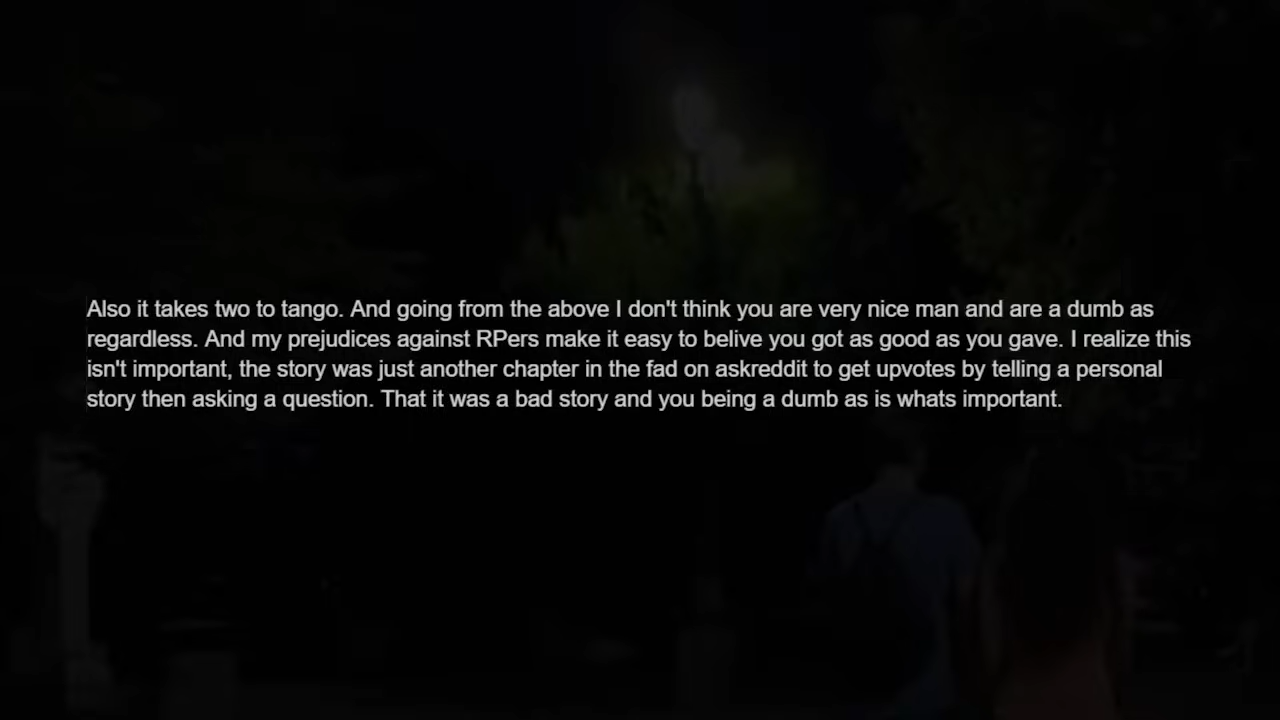 Also it takes two to tango. And going from the above I don't think you are very nice man and are a dumb as
regardless. And my prejudices against RPers make it easy to belive you got as good as you gave. I realize this
isn't important, the story was just another chapter in the fad on askreddit to get upvotes by telling a personal
story then asking a question. That it was a bad story and you being a dumb as is whats important.